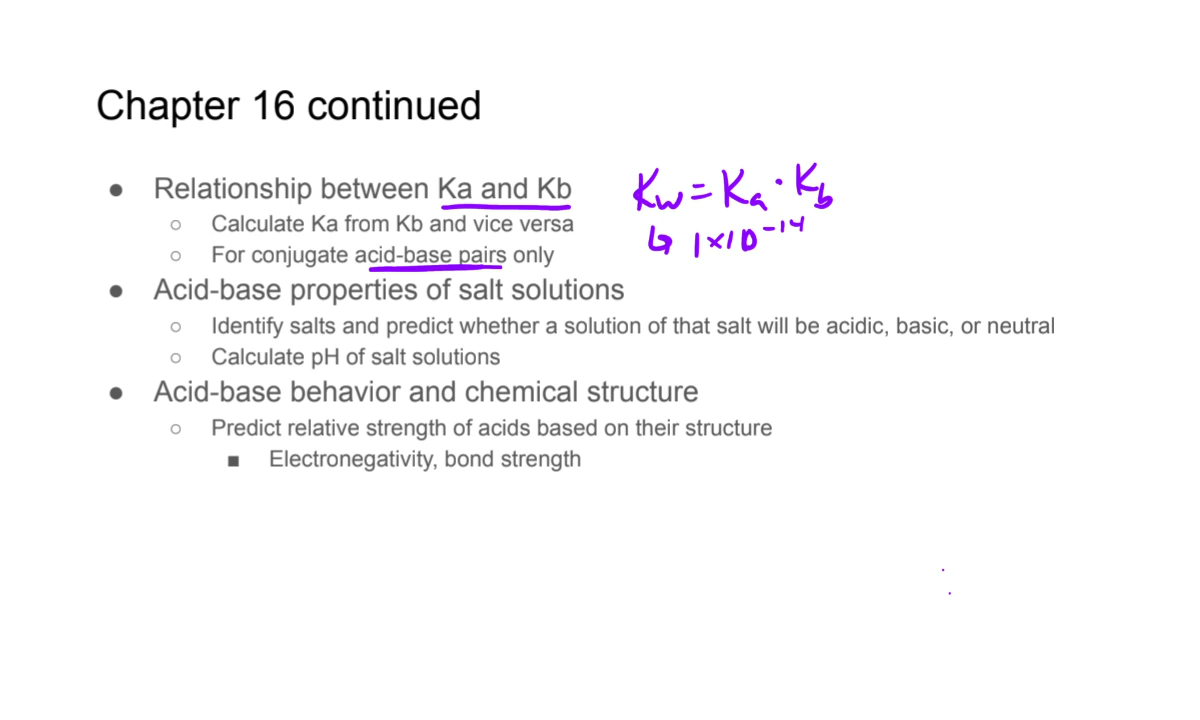 Chapter 16 continued
● Relationship between Ka and Kb Kw = Ka · Kb
○ Calculate Ka from Kb and vice versa ↳ 1×10⁻¹⁴
○ For conjugate acid-base pairs only
● Acid-base properties of salt solutions
○ Identify salts and predict whether a solution of that salt will be acidic, basic, or neutral
○ Calculate pH of salt solutions
● Acid-base behavior and chemical structure
○ Predict relative strength of acids based on their structure
■ Electronegativity, bond strength